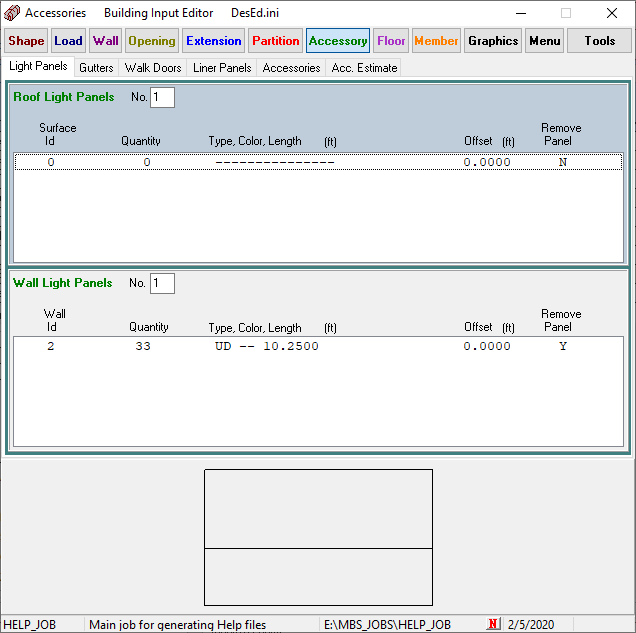 Accessories Building Input Editor DesEd.ini
Shape Load Wall Opening Extension Partition Accessory Floor Member Graphics Menu Tools
Light Panels Gutters Walk Doors Liner Panels Accessories Acc. Estimate
Roof Light Panels No. 1
Surface Remove
Id Quantity Type, Color, Length (ft) Offset (ft) Panel
0 0 --------------- 0.0000 N
Wall Light Panels No. 1
Wall Remove
Id Quantity Type, Color, Length (ft) Offset (ft) Panel
2 33 UD -- 10.2500 0.0000 Y
HELP_JOB Main job for generating Help files E:\MBS_JOBS\HELP_JOB N 2/5/2020